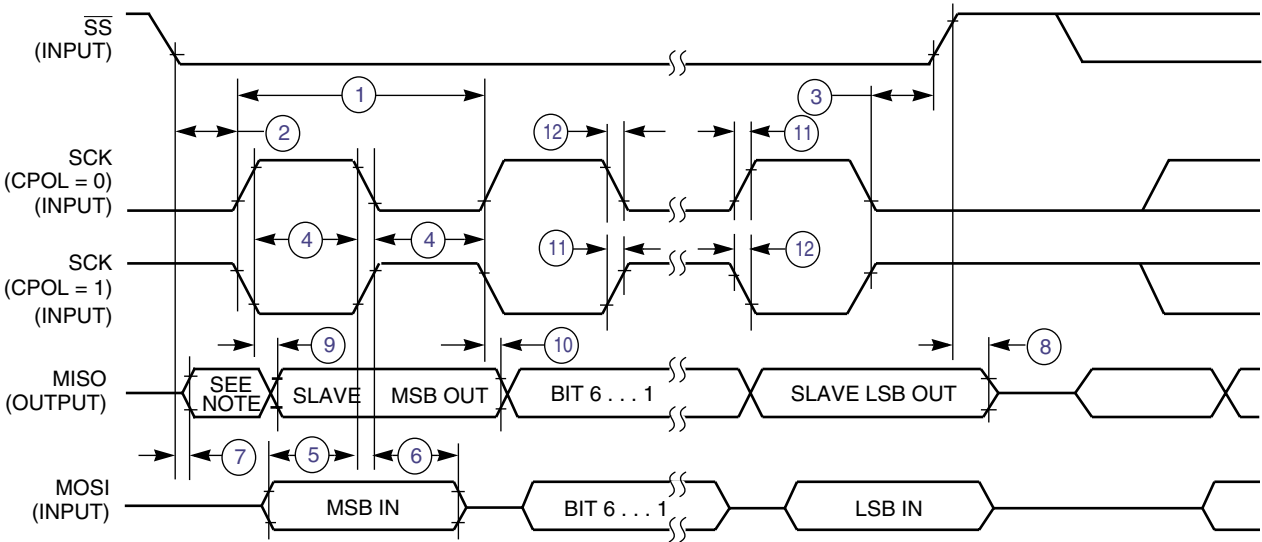 SS
(INPUT)
1
3
2
12
11
SCK
(CPOL = 0)
(INPUT)
4
4
11
12
SCK
(CPOL = 1)
(INPUT)
9
10
8
MISO
(OUTPUT)
SEE
NOTE
SLAVE
MSB OUT
BIT 6 . . . 1
SLAVE LSB OUT
7
5
6
MOSI
(INPUT)
MSB IN
BIT 6 . . . 1
LSB IN